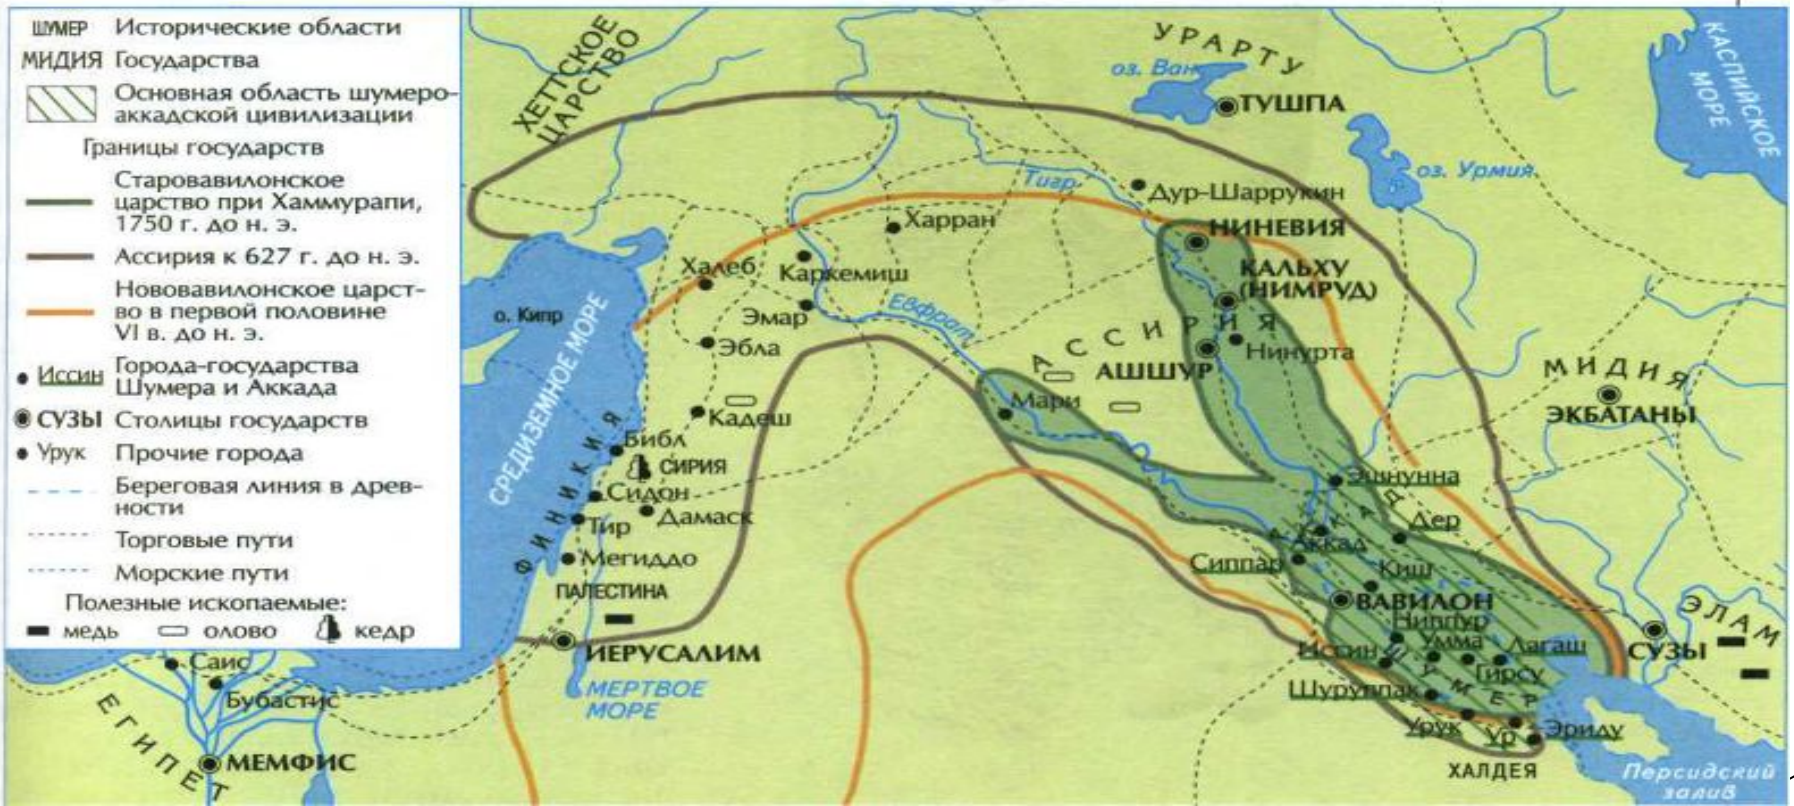 ШУМЕР Исторические области
МИДИЯ Государства
Основная область шумеро-
аккадской цивилизации
Границы государств
Старовавилонское
царство при Хаммурапи,
1750 г. до н. э.
Ассирия к 627 г. до н. э.
Нововавилонское царст-
во в первой половине
VI в. до н. э.
Иссин Города-государства
Шумера и Аккада
СУЗЫ Столицы государств
Урук Прочие города
Береговая линия в древ-
ности
Торговые пути
Морские пути
Полезные ископаемые:
медь олово кедр
ХЕТТСКОЕ
ЦАРСТВО
УРАРТУ
оз. Ван
ТУШПА
КАСПИЙСКОЕ
МОРЕ
оз. Урмия
Тигр
Дур-Шаррукин
Харран
НИНЕВИЯ
Халеб
Каркемиш
КАЛЬХУ
(НИМРУД)
о. Кипр
Эмар
Евфрат
АССИРИЯ
Эбла
Нинурта
АШШУР
МИДИЯ
ЭКБАТАНЫ
СРЕДИЗЕМНОЕ МОРЕ
Мари
Кадеш
ФИНИКИЯ
Библ
СИРИЯ
Эшнунна
Сидон
Дамаск
Тир
АККАД
Дер
Аккад
Мегиддо
Сиппар
Киш
ПАЛЕСТИНА
ВАВИЛОН
ЭЛАМ
Ниппур
Умма
Лагаш
ИЕРУСАЛИМ
Иссин
ШУМЕР
Гирсу
СУЗЫ
Саис
МЕРТВОЕ
МОРЕ
Шуруппак
Бубастис
Урук
Ур
Эриду
ЕГИПЕТ
МЕМФИС
ХАЛДЕЯ
Персидский
залив